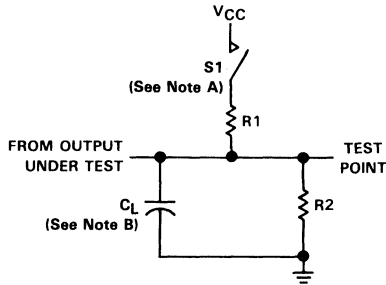 VCC
S1
(See Note A)
R1
FROM OUTPUT
UNDER TEST
TEST
POINT
CL
(See Note B)
R2